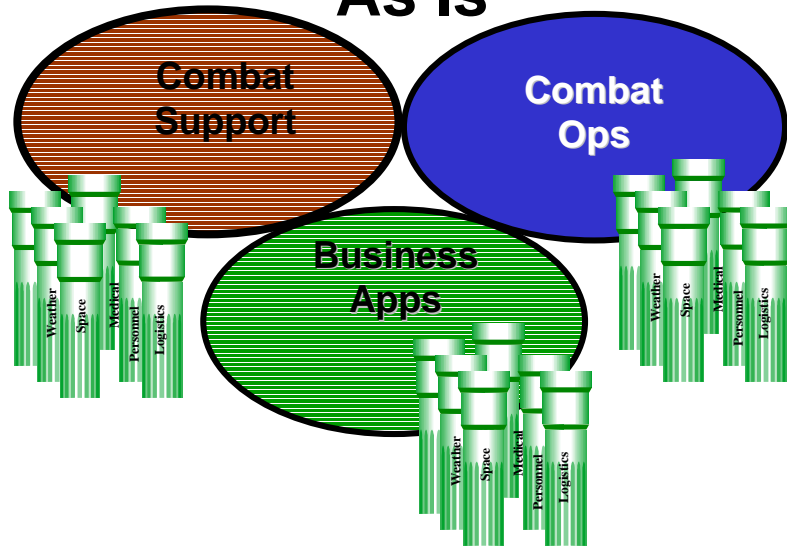 As Is
Combat
Support
Combat
Ops
Business
Apps
Weather
Space
Medical
Personnel
Logistics
Weather
Space
Medical
Personnel
Logistics
Weather
Space
Medical
Personnel
Logistics